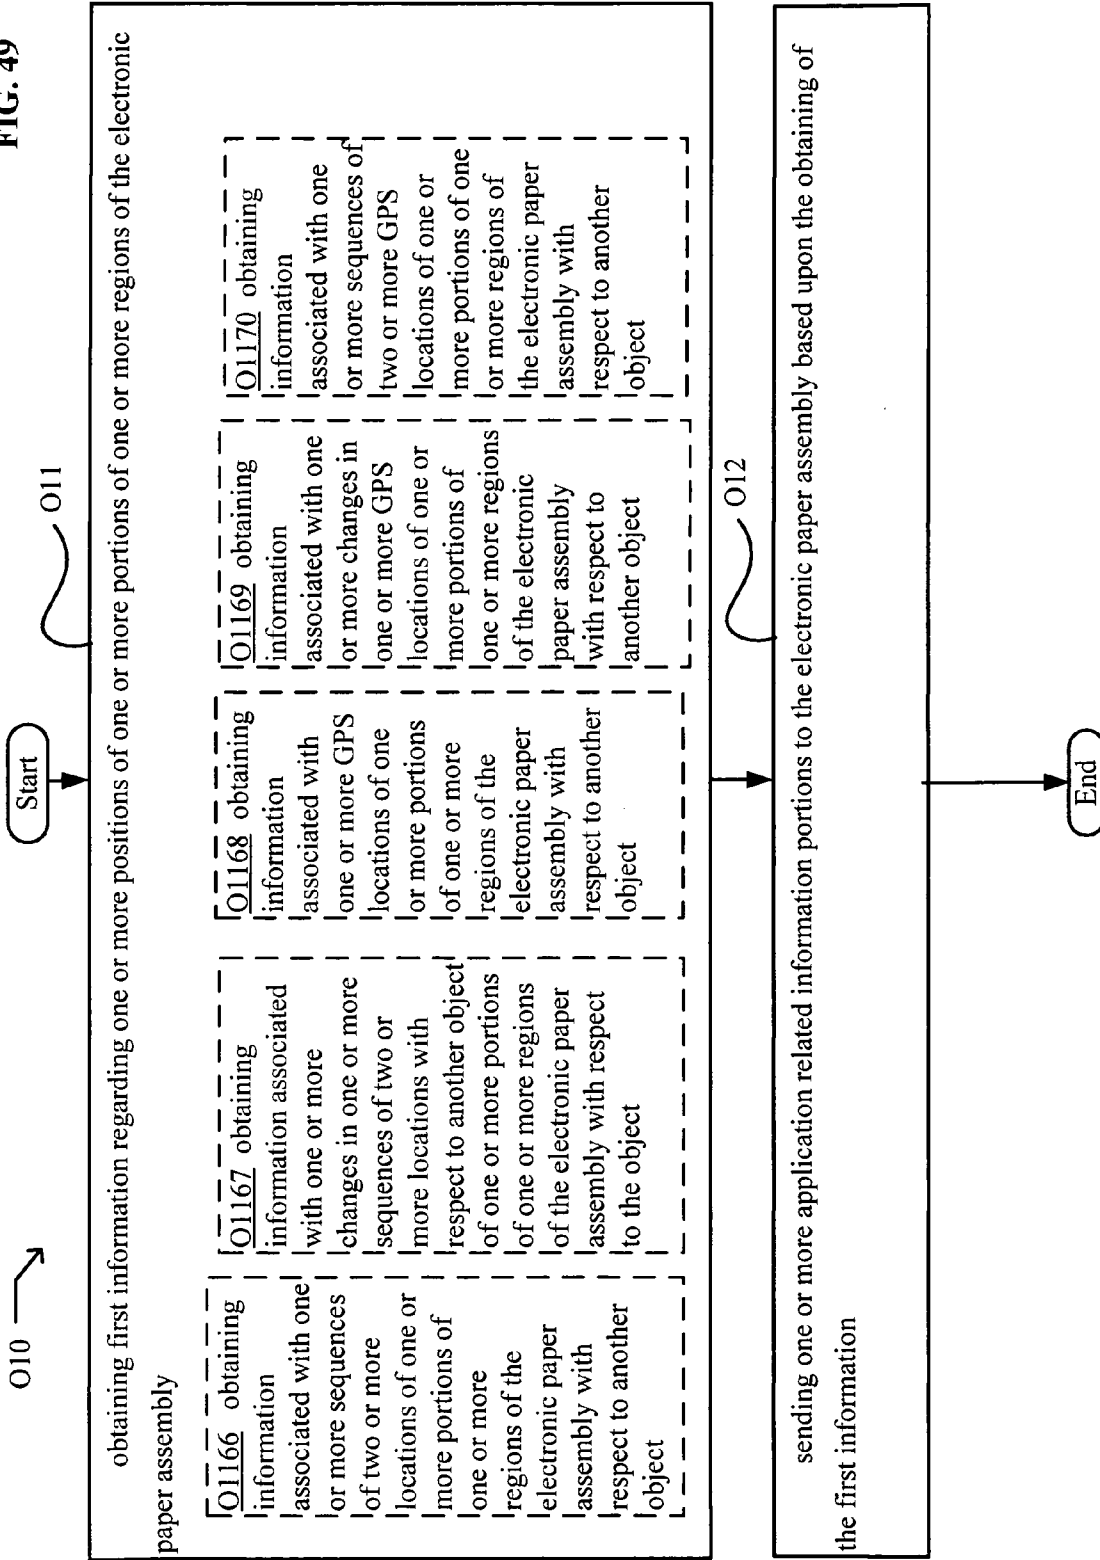 FIG. 49
O10
Start
O11
obtaining first information regarding one or more positions of one or more portions of one or more regions of the electronic
paper assembly
O1166 obtaining
information
associated with one
or more sequences
of two or more
locations of one or
more portions of
one or more
regions of the
electronic paper
assembly with
respect to another
object
O1167 obtaining
information associated
with one or more
changes in one or more
sequences of two or
more locations with
respect to another object
of one or more portions
of one or more regions
of the electronic paper
assembly with respect
to the object
O1168 obtaining
information
associated with
one or more GPS
locations of one
or more portions
of one or more
regions of the
electronic paper
assembly with
respect to another
object
O1169 obtaining
information
associated with one
or more changes in
one or more GPS
locations of one or
more portions of
one or more regions
of the electronic
paper assembly
with respect to
another object
O1170 obtaining
information
associated with one
or more sequences of
two or more GPS
locations of one or
more portions of one
or more regions of
the electronic paper
assembly with
respect to another
object
O12
sending one or more application related information portions to the electronic paper assembly based upon the obtaining of
the first information
End